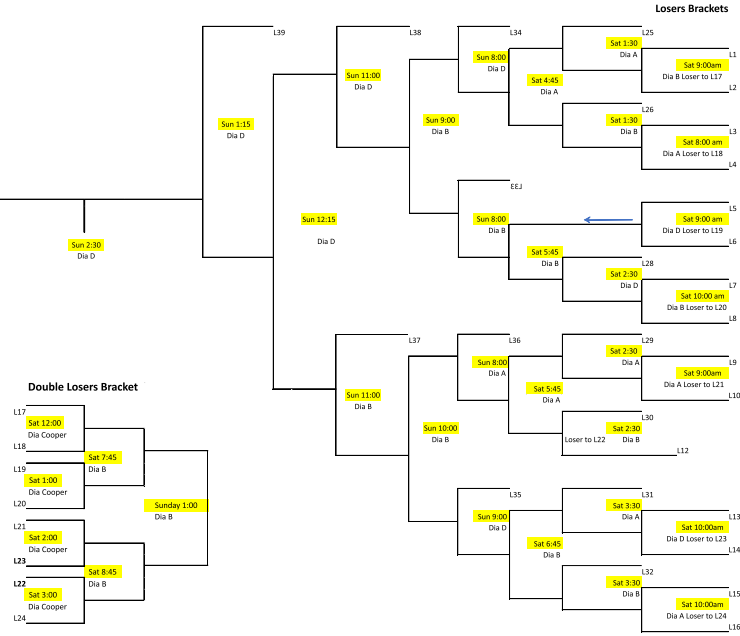 Losers Brackets
L39
L38
L34
L25
Sat 1:30
Dia A
L1
Sat 9:00am
Dia B Loser to L17
L2
Sun 8:00
Dia D
Sun 11:00
Dia D
Sat 4:45
Dia A
L26
Sat 1:30
Dia B
L3
Sat 8:00 am
Dia A Loser to L18
L4
Sun 1:15
Dia D
Sun 9:00
Dia B
EEJ
L5
Sat 9:00 am
Dia D Loser to L19
L6
Sun 12:15
Dia D
Sun 8:00
Dia B
Sun 2:30
Dia D
Sat 5:45
Dia B
L28
Sat 2:30
Dia D
L7
Sat 10:00 am
Dia B Loser to L20
L8
L37
L36
L29
Sat 2:30
Dia A
L9
Sat 9:00am
Dia A Loser to L21
L10
Sun 8:00
Dia A
Sun 11:00
Dia B
Sat 5:45
Dia A
L30
Sat 2:30
Loser to L22 Dia B
L12
Sun 10:00
Dia B
L35
L31
Sat 3:30
Dia A
L13
Sat 10:00am
Dia D Loser to L23
L14
Sun 9:00
Dia D
Sat 6:45
Dia B
L32
Sat 3:30
Dia B
L15
Sat 10:00am
Dia A Loser to L24
L16
Double Losers Bracket
L17
Sat 12:00
Dia Cooper
L18
Sat 7:45
Dia B
L19
Sat 1:00
Dia Cooper
L20
Sunday 1:00
Dia B
L21
Sat 2:00
Dia Cooper
L23
Sat 8:45
Dia B
L22
Sat 3:00
Dia Cooper
L24